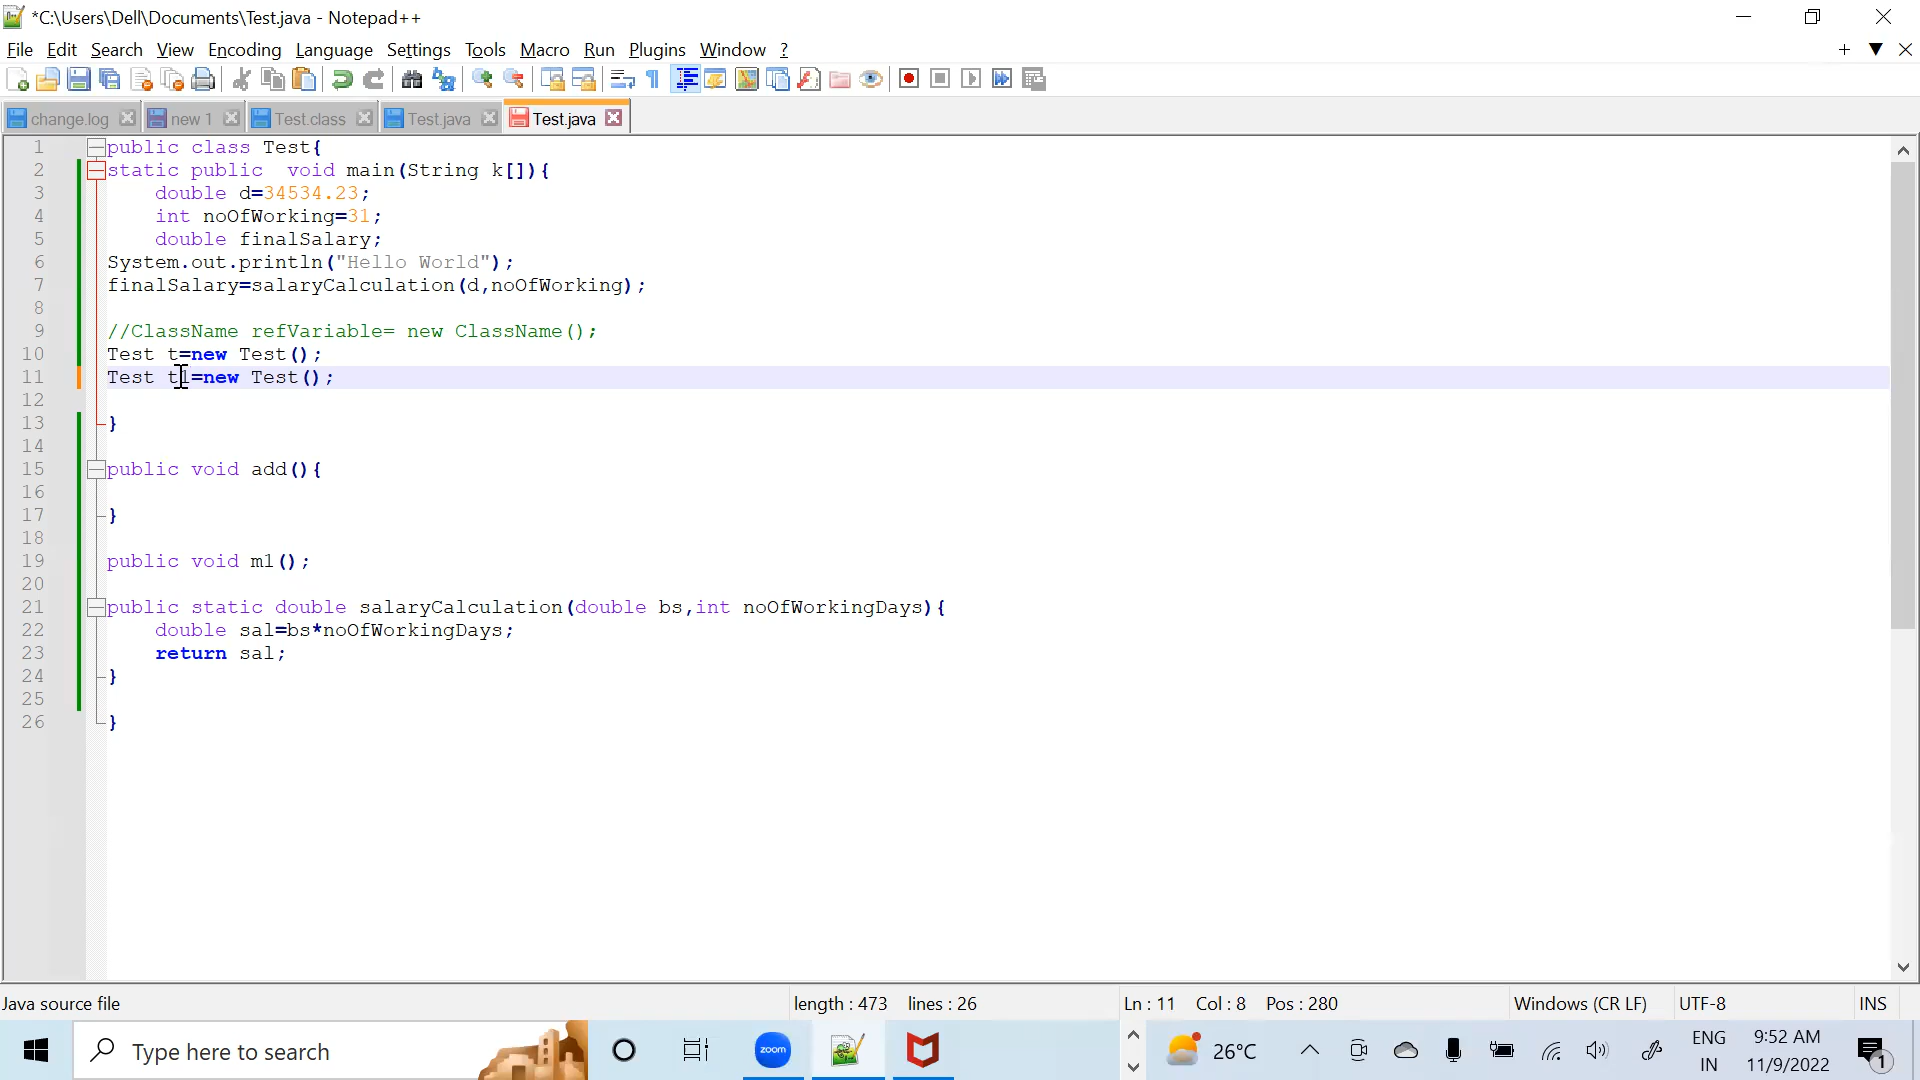 *C:\Users\Dell\Documents\Test.java - Notepad++
File Edit Search View Encoding Language Settings Tools Macro Run Plugins Window ?
change.log new 1 Test.class Test.java Test.java
1 public class Test{
2 static public  void main(String k[]){
3     double d=34534.23;
4     int noOfWorking=31;
5     double finalSalary;
6 System.out.println("Hello World");
7 finalSalary=salaryCalculation(d,noOfWorking);
8
9 //ClassName refVariable= new ClassName();
10 Test t=new Test();
11 Test t1=new Test();
12
13 }
14
15 public void add(){
16
17 }
18
19 public void m1();
20
21 public static double salaryCalculation(double bs,int noOfWorkingDays){
22     double sal=bs*noOfWorkingDays;
23     return sal;
24 }
25
26 }
Java source file length : 473 lines : 26 Ln : 11 Col : 8 Pos : 280 Windows (CR LF) UTF-8 INS
Type here to search zoom 26°C ENG IN 9:52 AM 11/9/2022 1